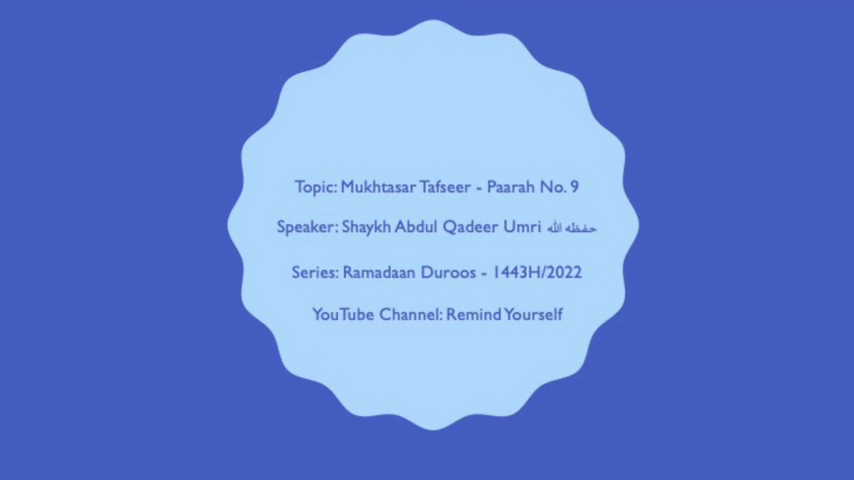 Topic: Mukhtasar Tafseer - Paarah No. 9
Speaker: Shaykh Abdul Qadeer Umri حفظه الله
Series: Ramadaan Duroos - 1443H/2022
YouTube Channel: Remind Yourself